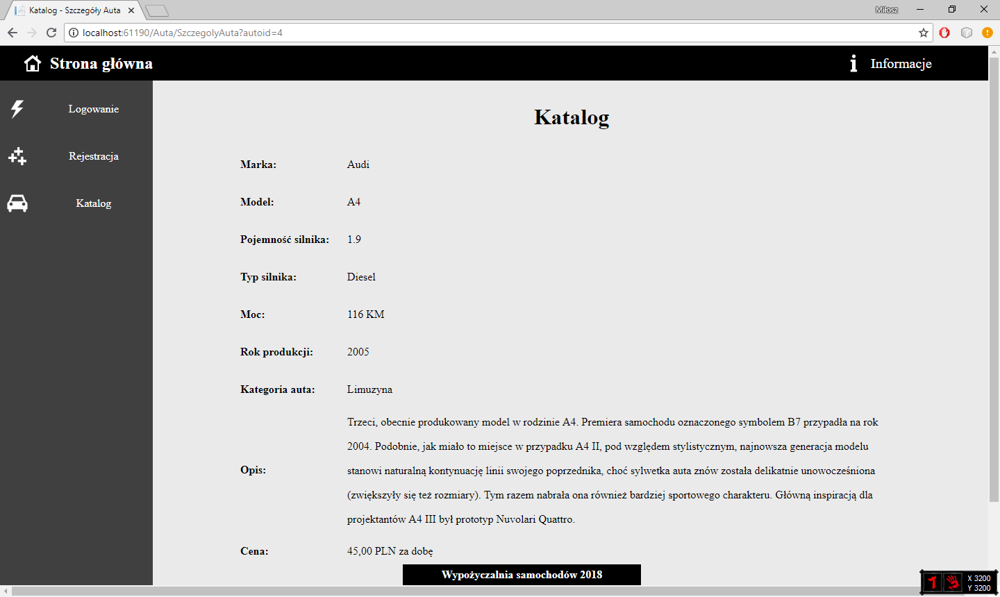 Katalog - Szczegóły Auta
Miłosz
localhost:61190/Auta/SzczegolyAuta?autoid=4
Strona główna
Informacje
Logowanie
Rejestracja
Katalog
Katalog
Marka: Audi
Model: A4
Pojemność silnika: 1.9
Typ silnika: Diesel
Moc: 116 KM
Rok produkcji: 2005
Kategoria auta: Limuzyna
Opis:
Trzeci, obecnie produkowany model w rodzinie A4. Premiera samochodu oznaczonego symbolem B7 przypadła na rok
2004. Podobnie, jak miało to miejsce w przypadku A4 II, pod względem stylistycznym, najnowsza generacja modelu
stanowi naturalną kontynuację linii swojego poprzednika, choć sylwetka auta znów została delikatnie unowocześniona
(zwiększyły się też rozmiary). Tym razem nabrała ona również bardziej sportowego charakteru. Główną inspiracją dla
projektantów A4 III był prototyp Nuvolari Quattro.
Cena: 45,00 PLN za dobę
Wypożyczalnia samochodów 2018
X 3200
Y 3200